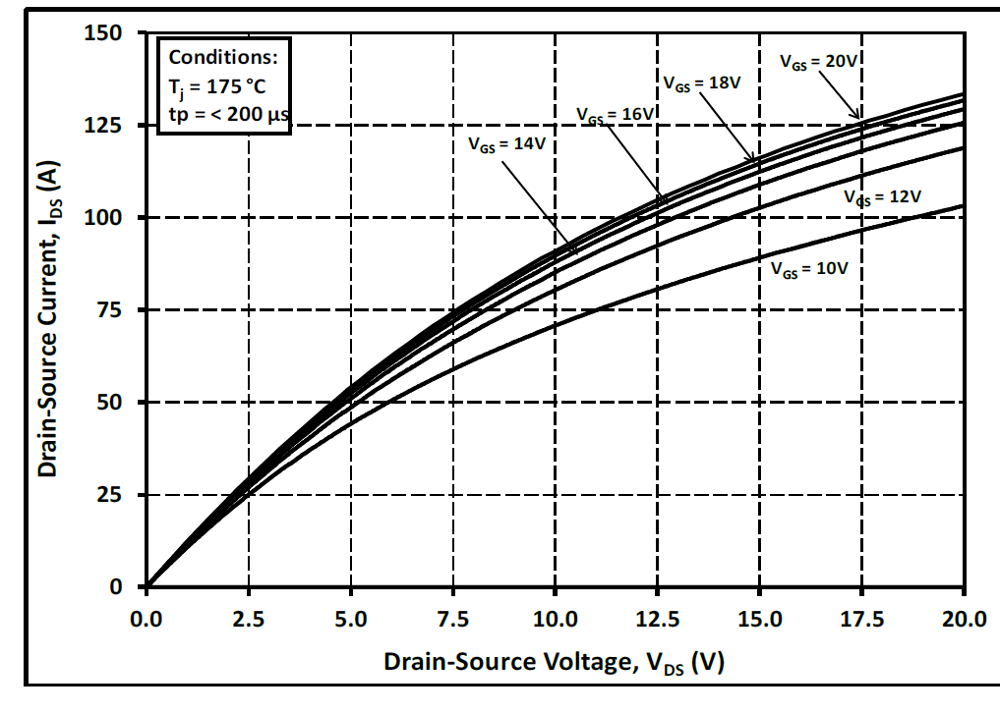 150
125
100
75
50
25
0
Drain-Source Current, IDS (A)
Conditions:
Tj = 175 °C
tp = < 200 µs
VGS = 20V
VGS = 18V
VGS = 16V
VGS = 14V
VGS = 12V
VGS = 10V
0.0 2.5 5.0 7.5 10.0 12.5 15.0 17.5 20.0
Drain-Source Voltage, VDS (V)